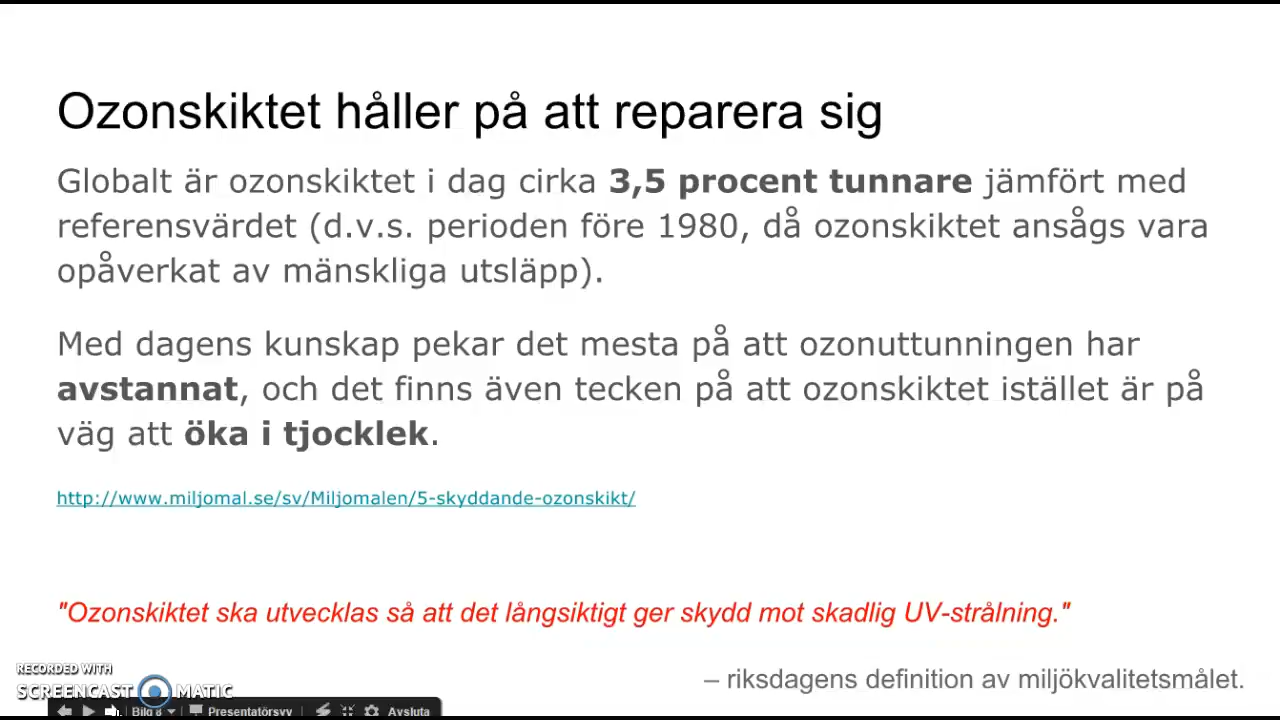 Ozonskiktet håller på att reparera sig
Globalt är ozonskiktet i dag cirka 3,5 procent tunnare jämfört med
referensvärdet (d.v.s. perioden före 1980, då ozonskiktet ansågs vara
opåverkat av mänskliga utsläpp).
Med dagens kunskap pekar det mesta på att ozonuttunningen har
avstannat, och det finns även tecken på att ozonskiktet istället är på
väg att öka i tjocklek.
http://www.miljomal.se/sv/Miljomalen/5-skyddande-ozonskikt/
"Ozonskiktet ska utvecklas så att det långsiktigt ger skydd mot skadlig UV-strålning."
– riksdagens definition av miljökvalitetsmålet.
RECORDED WITH
SCREENCAST MATIC
Bild 8 Presentatörsvy Avsluta